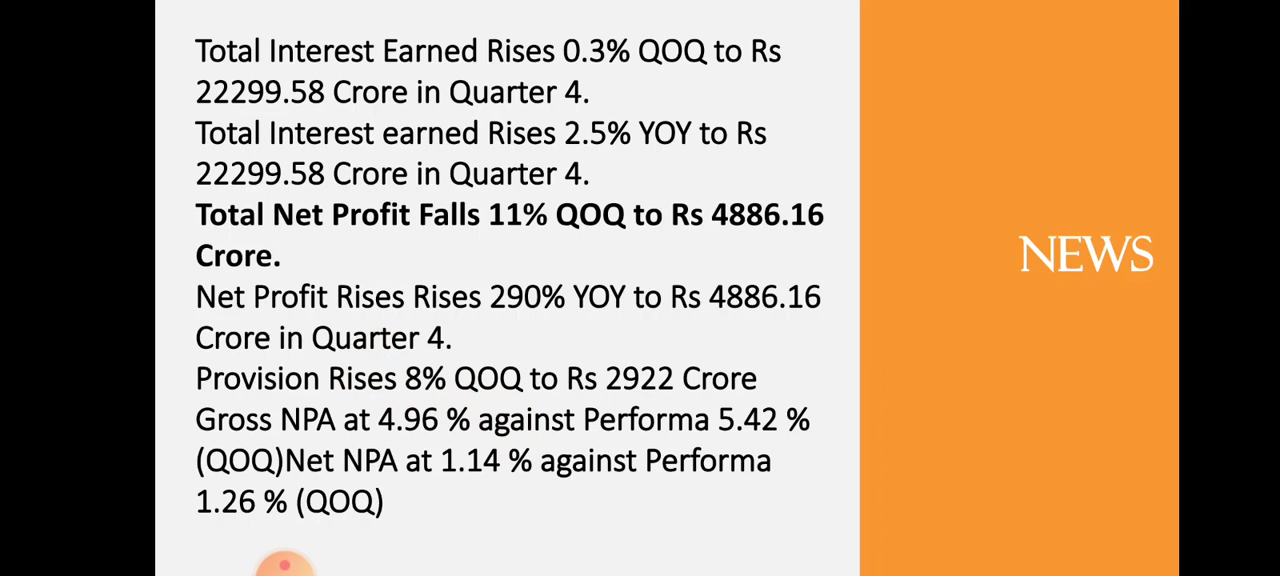 Total Interest Earned Rises 0.3% QOQ to Rs
22299.58 Crore in Quarter 4.
Total Interest earned Rises 2.5% YOY to Rs
22299.58 Crore in Quarter 4.
Total Net Profit Falls 11% QOQ to Rs 4886.16
Crore.
Net Profit Rises Rises 290% YOY to Rs 4886.16
Crore in Quarter 4.
Provision Rises 8% QOQ to Rs 2922 Crore
Gross NPA at 4.96 % against Performa 5.42 %
(QOQ)Net NPA at 1.14 % against Performa
1.26 % (QOQ)
NEWS